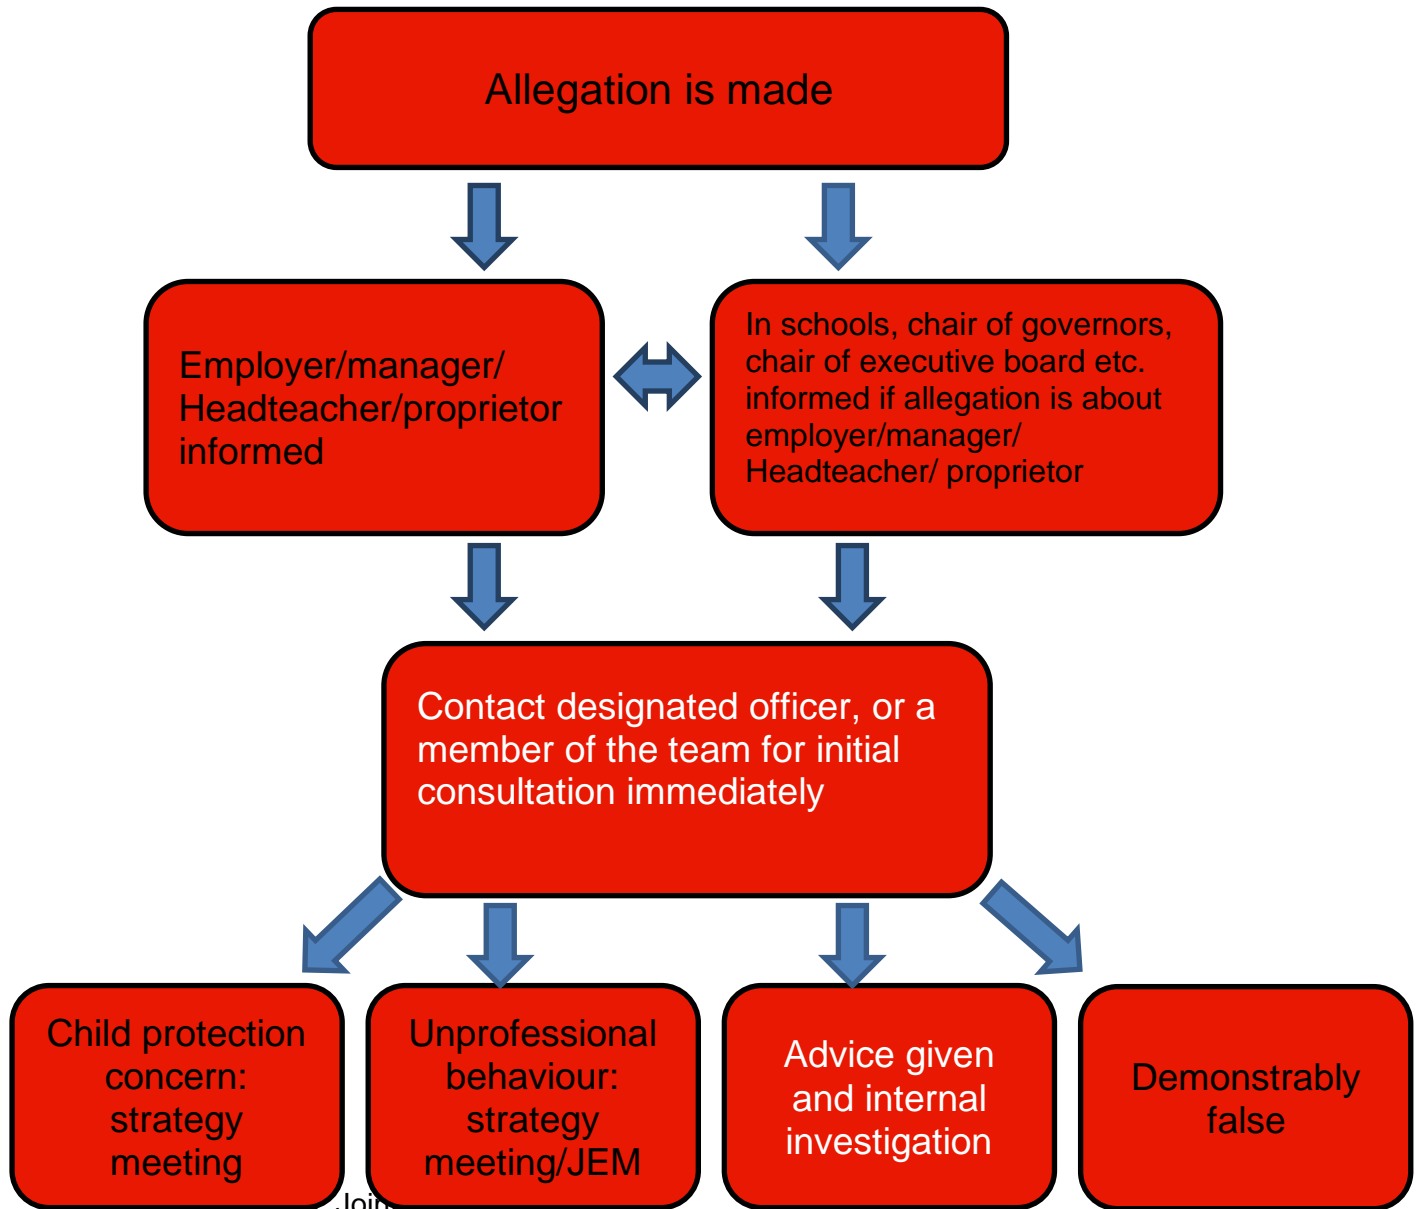 Allegation is made
Employer/manager/
Headteacher/proprietor
informed
In schools, chair of governors,
chair of executive board etc.
informed if allegation is about
employer/manager/
Headteacher/ proprietor
Contact designated officer, or a
member of the team for initial
consultation immediately
Child protection
concern:
strategy
meeting
Unprofessional
behaviour:
strategy
meeting/JEM
Advice given
and internal
investigation
Demonstrably
false